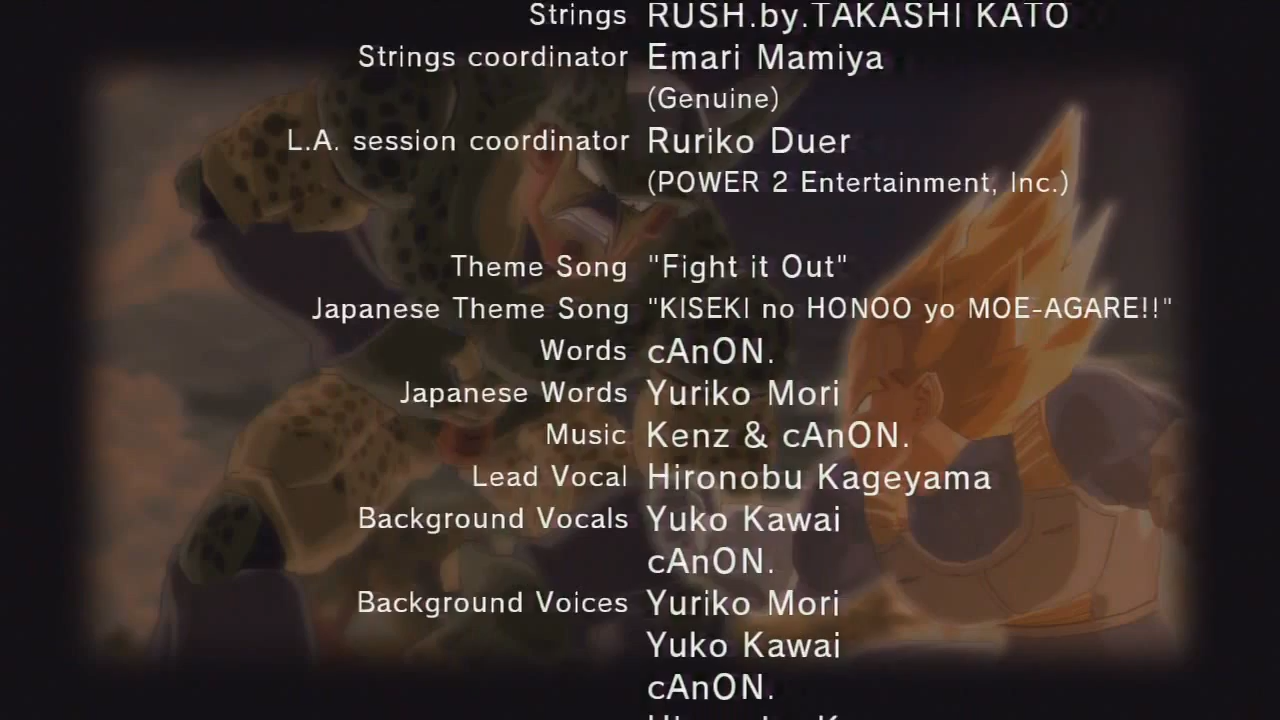 Strings RUSH.by.TAKASHI KATO
Strings coordinator Emari Mamiya
(Genuine)
L.A. session coordinator Ruriko Duer
(POWER 2 Entertainment, Inc.)
Theme Song "Fight it Out"
Japanese Theme Song "KISEKI no HONOO yo MOE-AGARE!!"
Words cAnON.
Japanese Words Yuriko Mori
Music Kenz & cAnON.
Lead Vocal Hironobu Kageyama
Background Vocals Yuko Kawai
cAnON.
Background Voices Yuriko Mori
Yuko Kawai
cAnON.